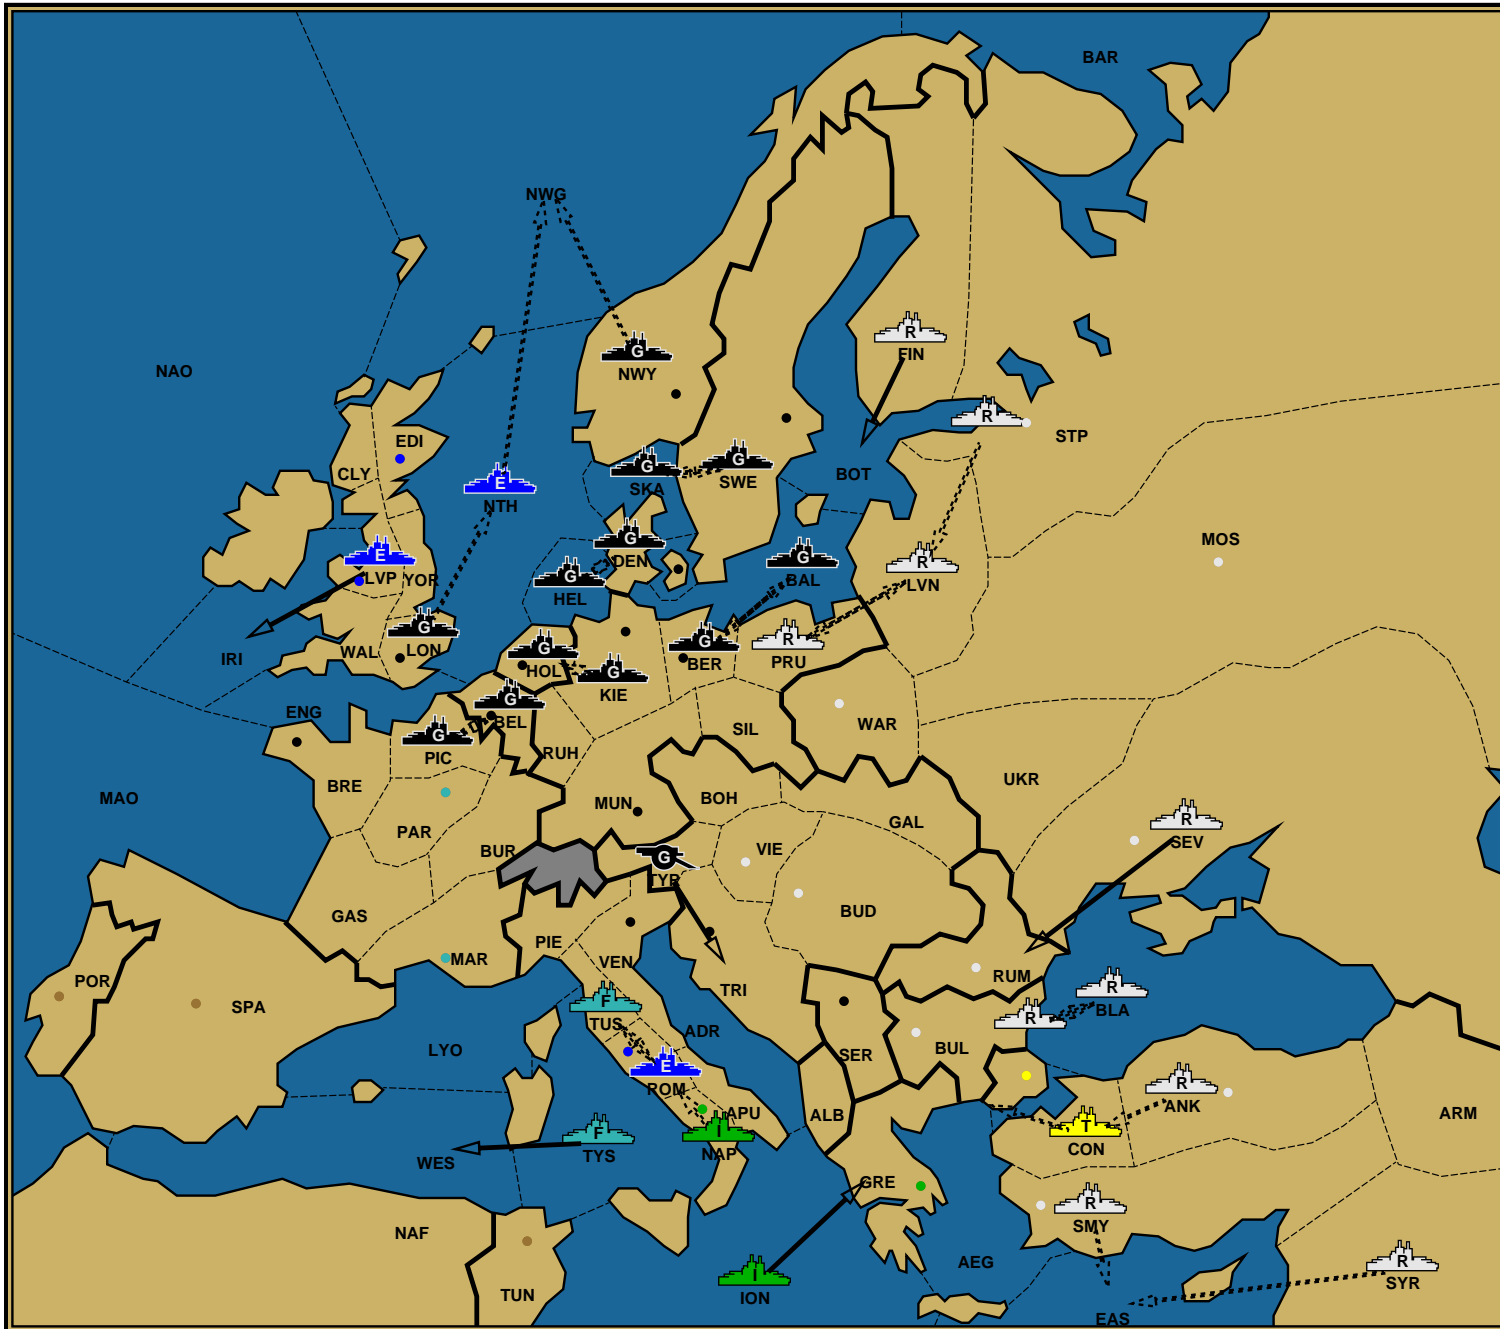 BAR
NWG
R
FIN
G
NWY
NAO
R
STP
EDI
CLY
G
SWE
G
SKA
BOT
E
NTH
MOS
G
DEN
E
LVP
YOR
G
HEL
G
BAL
R
LVN
G
LON
WAL
IRI
G
HOL
G
KIE
G
BER
R
PRU
G
BEL
ENG
G
PIC
WAR
SIL
RUH
UKR
BRE
MAO
MUN
BOH
GAL
R
SEV
PAR
BUR
VIE
G
TYR
GAS
BUD
PIE
VEN
MAR
POR
SPA
TRI
RUM
R
BLA
F
TUS
R
ADR
LYO
SER
BUL
E
ROM
R
ANK
APU
ALB
ARM
I
NAP
T
CON
F
TYS
WES
GRE
R
SMY
NAF
AEG
R
SYR
I
ION
TUN
EAS